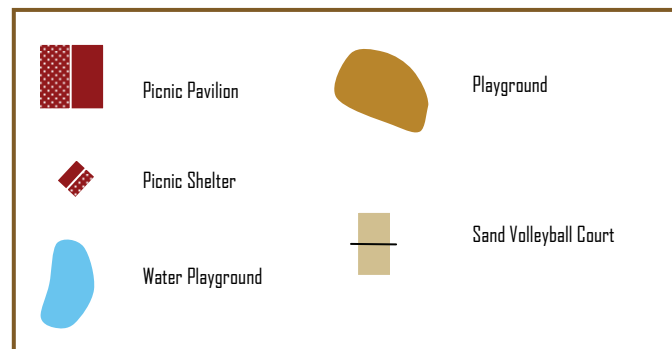 Picnic Pavilion
Picnic Shelter
Water Playground
Playground
Sand Volleyball Court